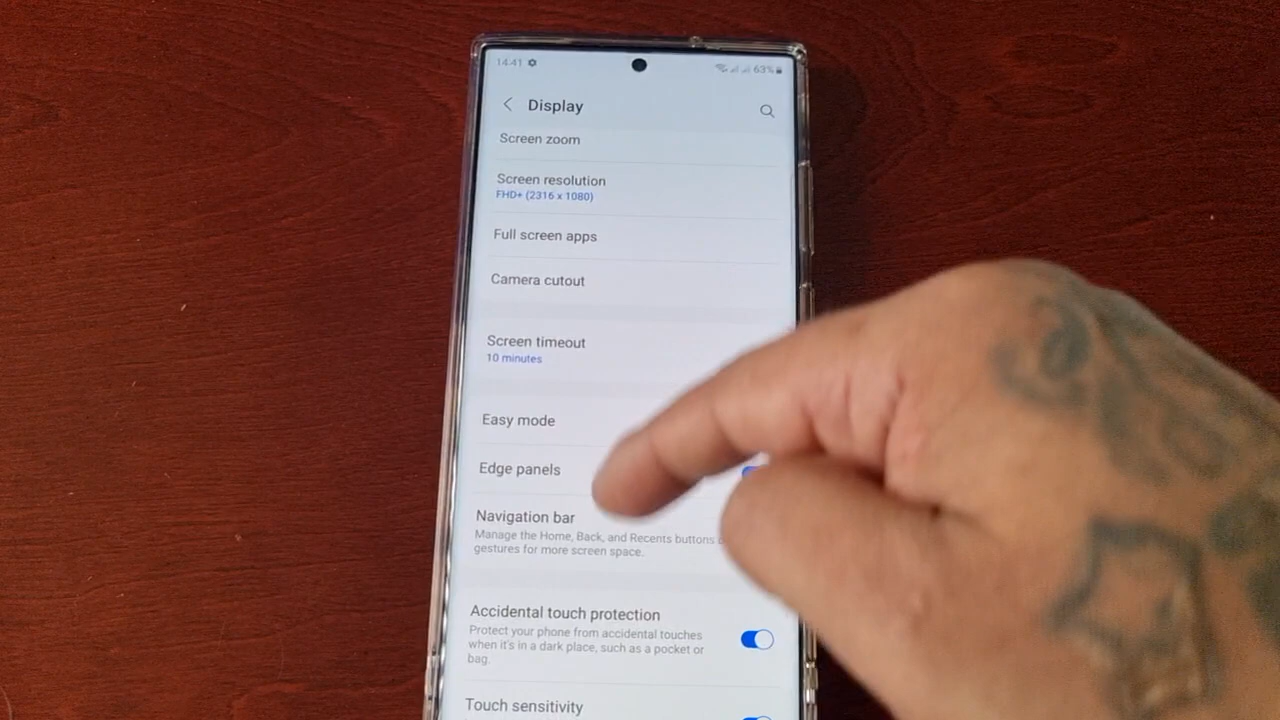 14:41
63%
Display
Screen zoom
Screen resolution
FHD+ (2316 x 1080)
Full screen apps
Camera cutout
Screen timeout
10 minutes
Easy mode
Edge panels
Navigation bar
Manage the Home, Back, and Recents buttons
gestures for more screen space.
Accidental touch protection
Protect your phone from accidental touches
when it's in a dark place, such as a pocket or
bag.
Touch sensitivity